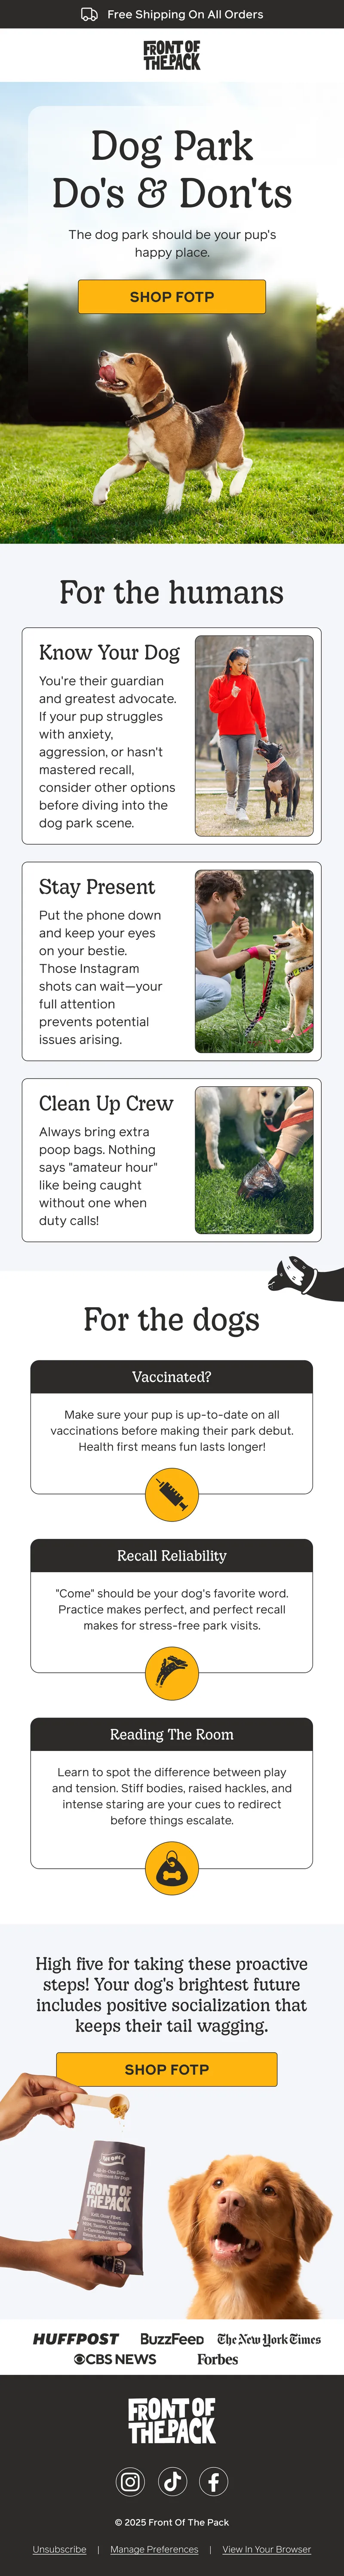 Free Shipping On All Orders
FRONT OF
THE PACK
Dog Park
Do's & Don'ts
The dog park should be your pup's
happy place.
SHOP FOTP
For the humans
Know Your Dog
You're their guardian
and greatest advocate.
If your pup struggles
with anxiety,
aggression, or hasn't
mastered recall,
consider other options
before diving into the
dog park scene.
Stay Present
Put the phone down
and keep your eyes
on your bestie.
Those Instagram
shots can wait—your
full attention
prevents potential
issues arising.
Clean Up Crew
Always bring extra
poop bags. Nothing
says "amateur hour"
like being caught
without one when
duty calls!
For the dogs
Vaccinated?
Make sure your pup is up-to-date on all
vaccinations before making their park debut.
Health first means fun lasts longer!
Recall Reliability
"Come" should be your dog's favorite word.
Practice makes perfect, and perfect recall
makes for stress-free park visits.
Reading The Room
Learn to spot the difference between play
and tension. Stiff bodies, raised hackles, and
intense staring are your cues to redirect
before things escalate.
High five for taking these proactive
steps! Your dog's brightest future
includes positive socialization that
keeps their tail wagging.
SHOP FOTP
All-In-One Daily
Supplement for Dogs
FRONT OF
THE PACK
HUFFPOST BuzzFeed The New York Times
CBS NEWS Forbes
FRONT OF
THE PACK
© 2025 Front Of The Pack
Unsubscribe | Manage Preferences | View In Your Browser